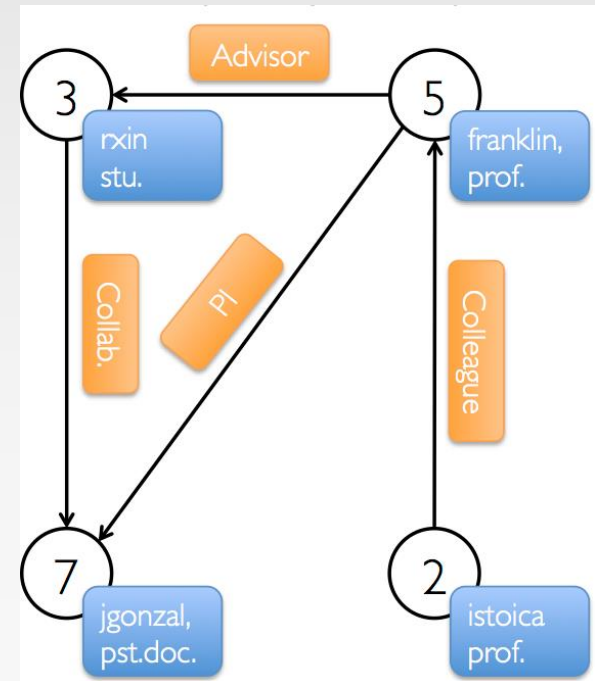 Advisor
3
5
rxin
stu.
franklin,
prof.
Collab.
PI
Colleague
7
2
jgonzal,
pst.doc.
istoica
prof.